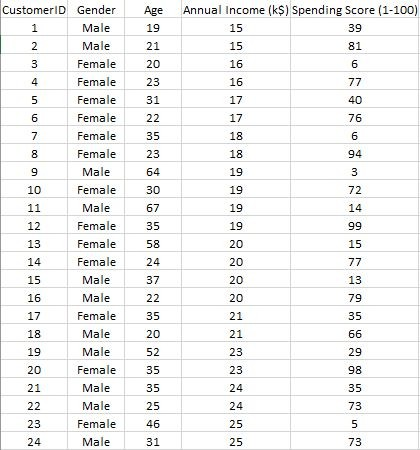 CustomerID Gender Age Annual Income (k$) Spending Score (1-100)
1 Male 19 15 39
2 Male 21 15 81
3 Female 20 16 6
4 Female 23 16 77
5 Female 31 17 40
6 Female 22 17 76
7 Female 35 18 6
8 Female 23 18 94
9 Male 64 19 3
10 Female 30 19 72
11 Male 67 19 14
12 Female 35 19 99
13 Female 58 20 15
14 Female 24 20 77
15 Male 37 20 13
16 Male 22 20 79
17 Female 35 21 35
18 Male 20 21 66
19 Male 52 23 29
20 Female 35 23 98
21 Male 35 24 35
22 Male 25 24 73
23 Female 46 25 5
24 Male 31 25 73